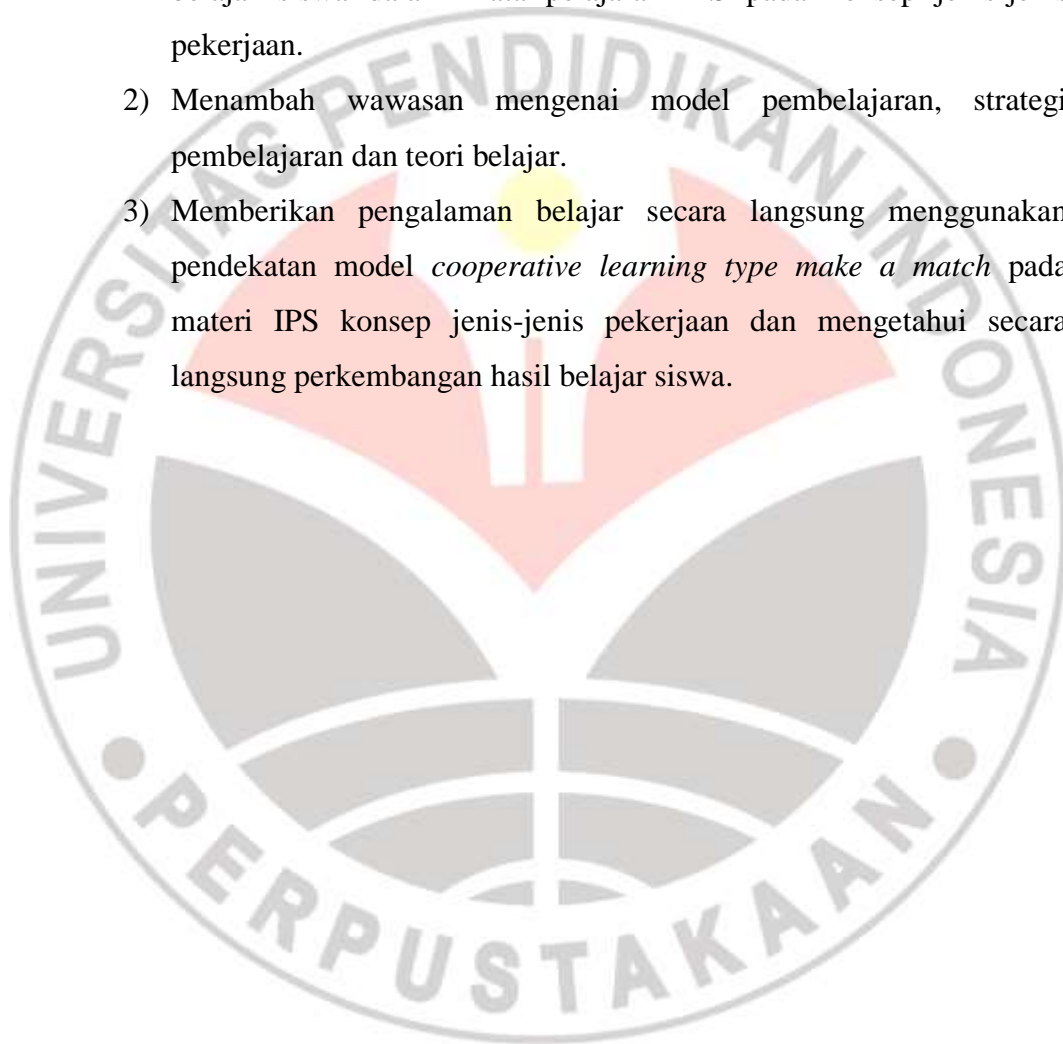 pekerjaan.
2) Menambah wawasan mengenai model pembelajaran, strategi
pembelajaran dan teori belajar.
3) Memberikan pengalaman belajar secara langsung menggunakan
pendekatan model cooperative learning type make a match pada
materi IPS konsep jenis-jenis pekerjaan dan mengetahui secara
langsung perkembangan hasil belajar siswa.
UNIVERSITAS PENDIDIKAN INDONESIA
PERPUSTAKAAN